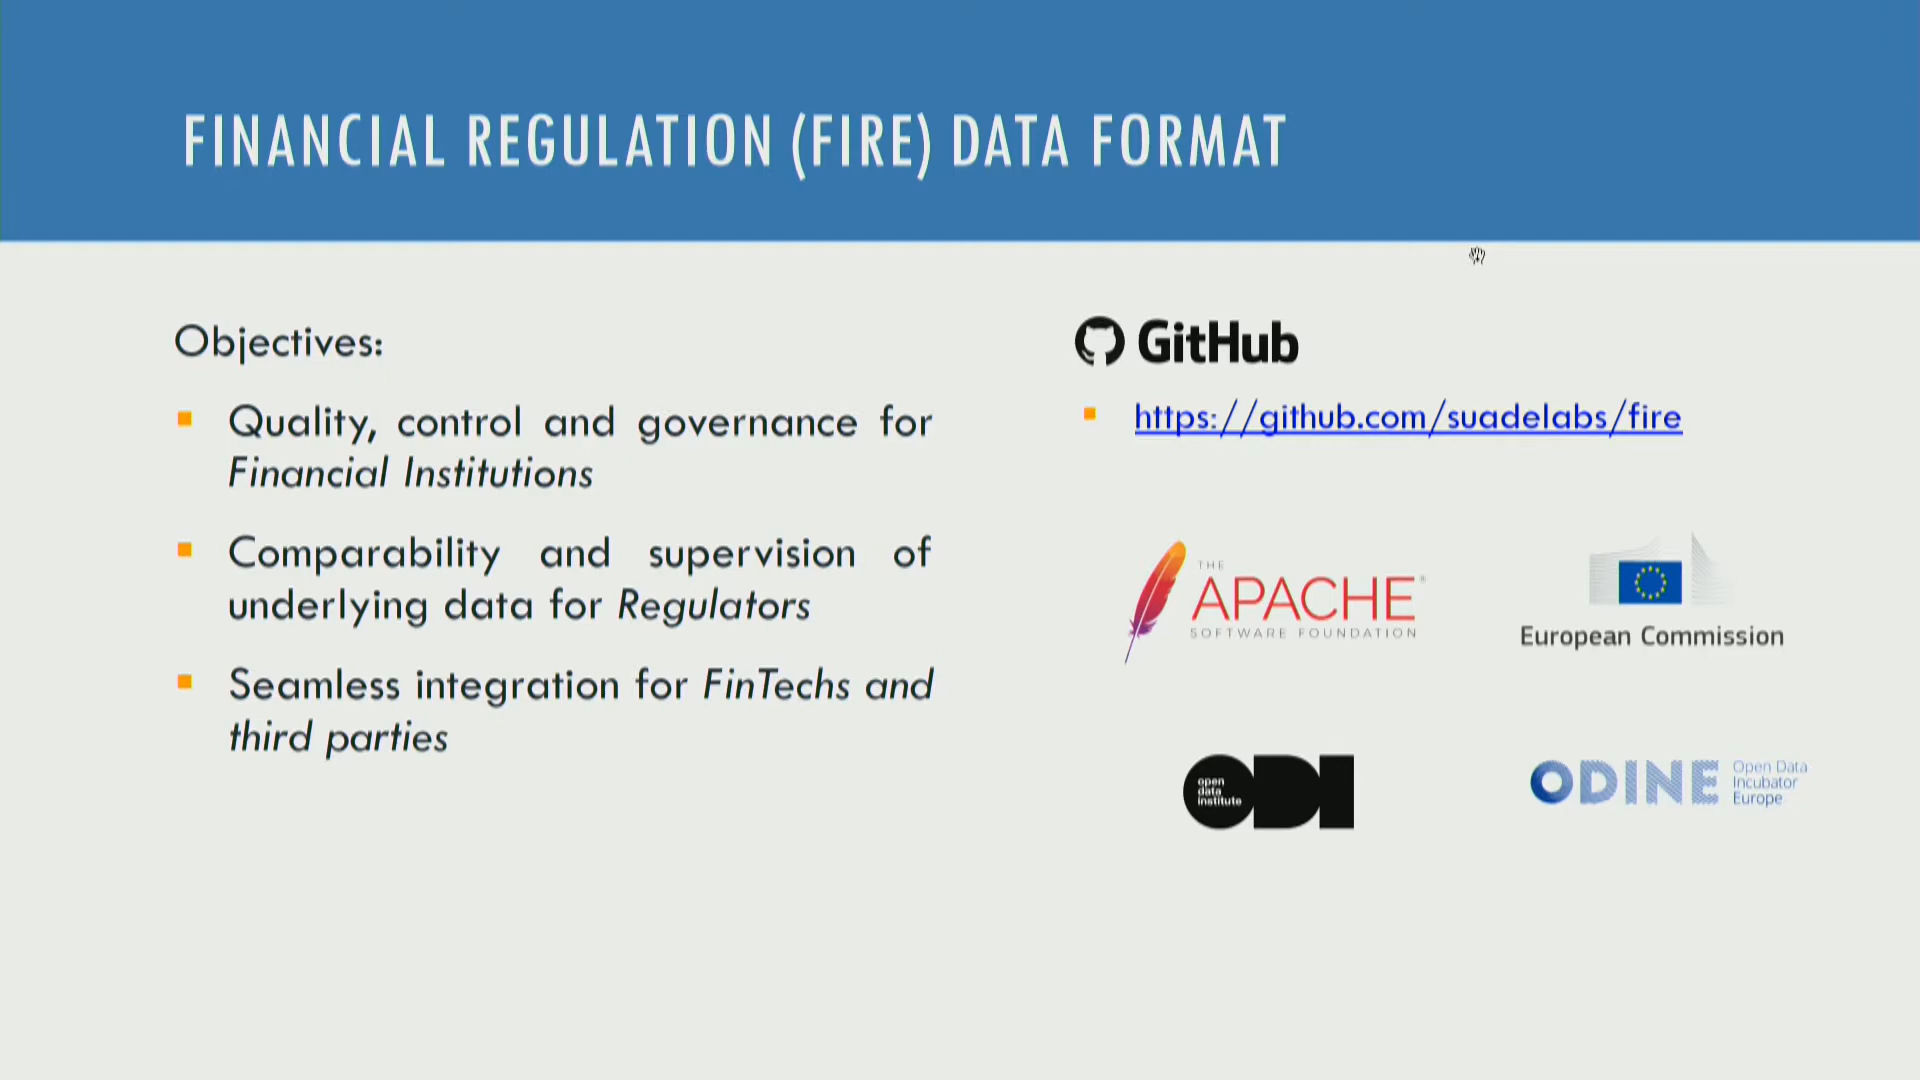 FINANCIAL REGULATION (FIRE) DATA FORMAT
Objectives:
Quality, control and governance for
Financial Institutions
Comparability and supervision of
underlying data for Regulators
Seamless integration for FinTechs and
third parties
GitHub
https://github.com/suadelabs/fire
THE
APACHE®
SOFTWARE FOUNDATION
European Commission
open
data
institute
ODI
ODINE
Open Data
Incubator
Europe